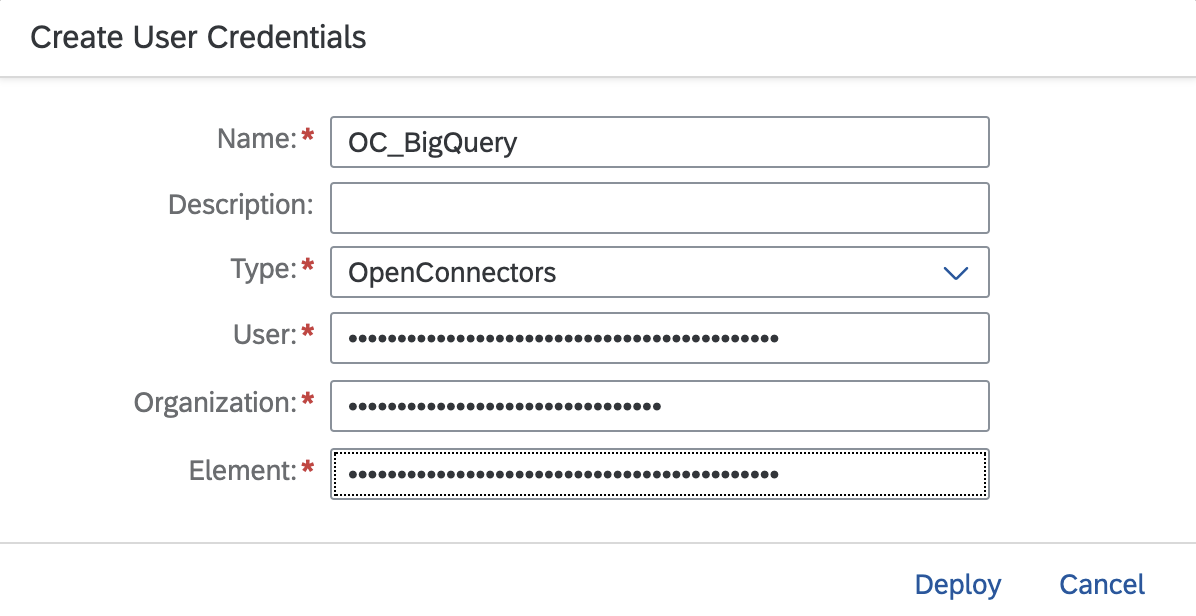 Create User Credentials
Name:* OC_BigQuery
Description:
Type:* OpenConnectors
User:* ••••••••••••••••••••••••••••••••••••••••••••
Organization:* ••••••••••••••••••••••••••••••••
Element:* ••••••••••••••••••••••••••••••••••••••••••••
Deploy Cancel